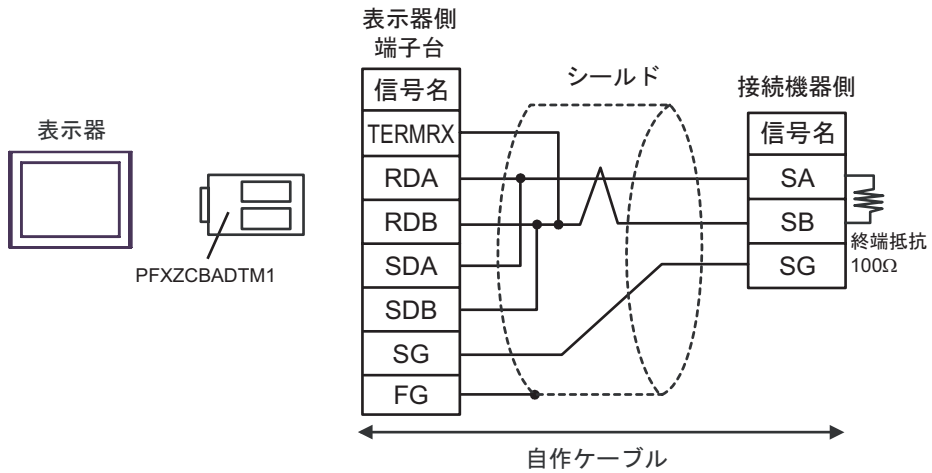 表示器
PFXZCBADTM1
表示器側
端子台
信号名
TERMRX
RDA
RDB
SDA
SDB
SG
FG
シールド
接続機器側
信号名
SA
SB
SG
終端抵抗
100Ω
自作ケーブル